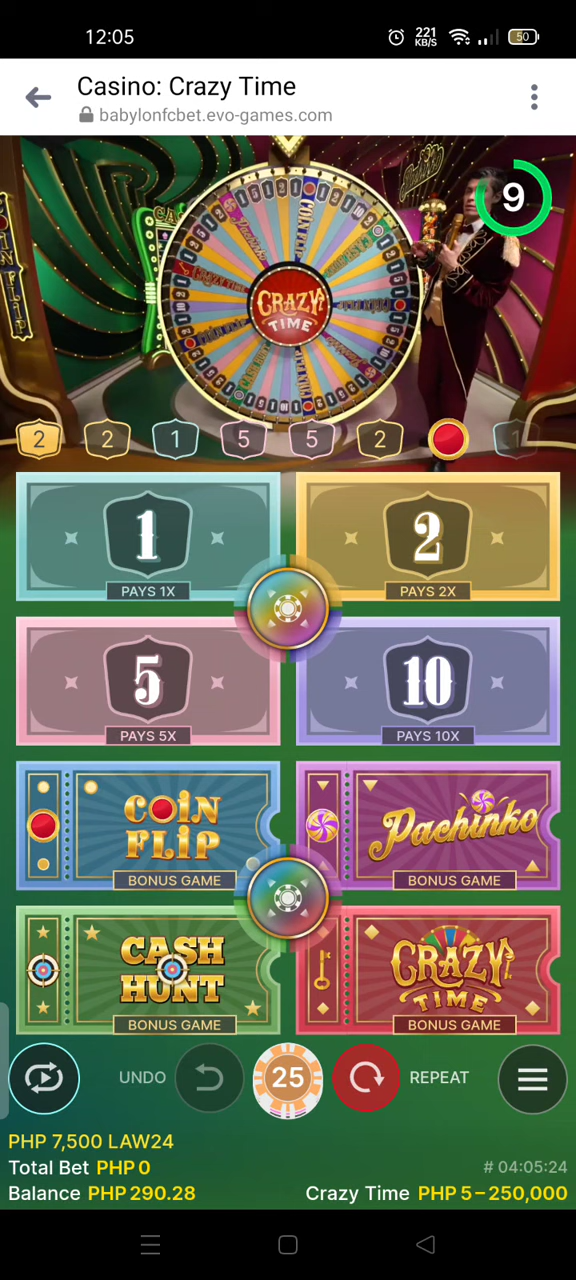 12:05
221
KB/S
50
Casino: Crazy Time
babylonfcbet.evo-games.com
9
CRAZY
TIME
2 2 1 5 5 2 1
1
PAYS 1X
2
PAYS 2X
5
PAYS 5X
10
PAYS 10X
COIN
FLIP
BONUS GAME
Pachinko
BONUS GAME
CASH
HUNT
BONUS GAME
CRAZY
TIME
BONUS GAME
UNDO
25
REPEAT
PHP 7,500 LAW24
Total Bet PHP 0
# 04:05:24
Balance PHP 290.28
Crazy Time PHP 5 – 250,000